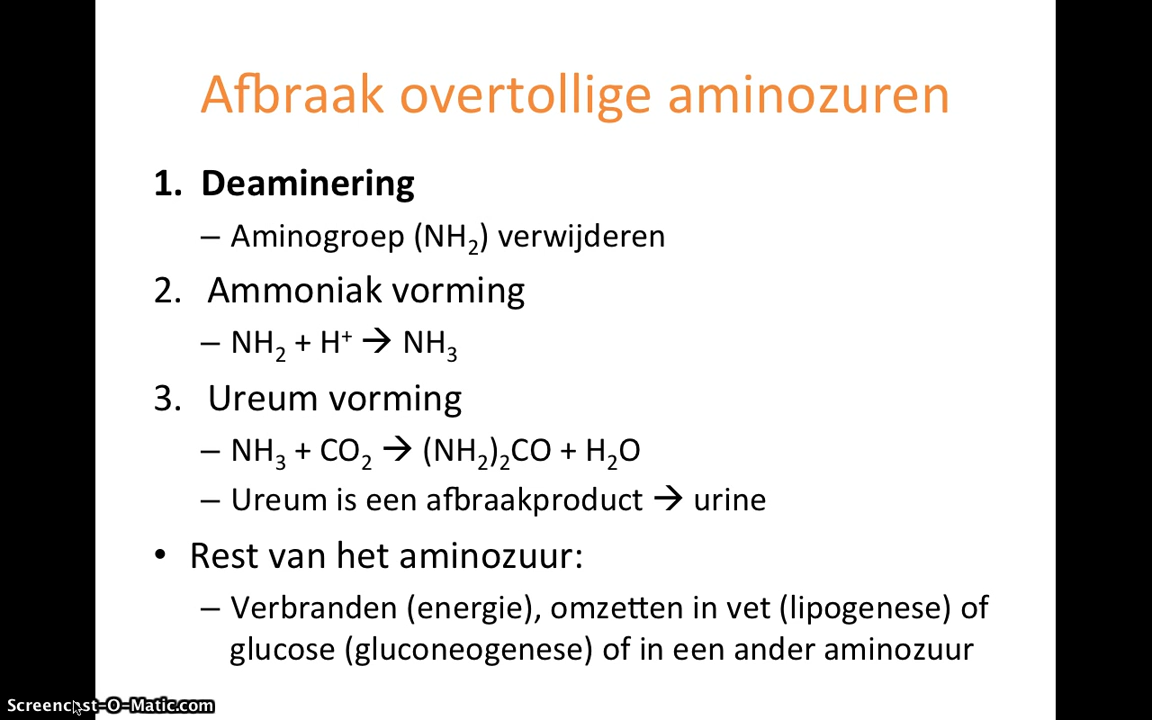 Afbraak overtollige aminozuren
1. Deaminering
– Aminogroep (NH₂) verwijderen
2. Ammoniak vorming
– NH₂ + H⁺ → NH₃
3. Ureum vorming
– NH₃ + CO₂ → (NH₂)₂CO + H₂O
– Ureum is een afbraakproduct → urine
• Rest van het aminozuur:
– Verbranden (energie), omzetten in vet (lipogenese) of
glucose (gluconeogenese) of in een ander aminozuur
Screencast-O-Matic.com